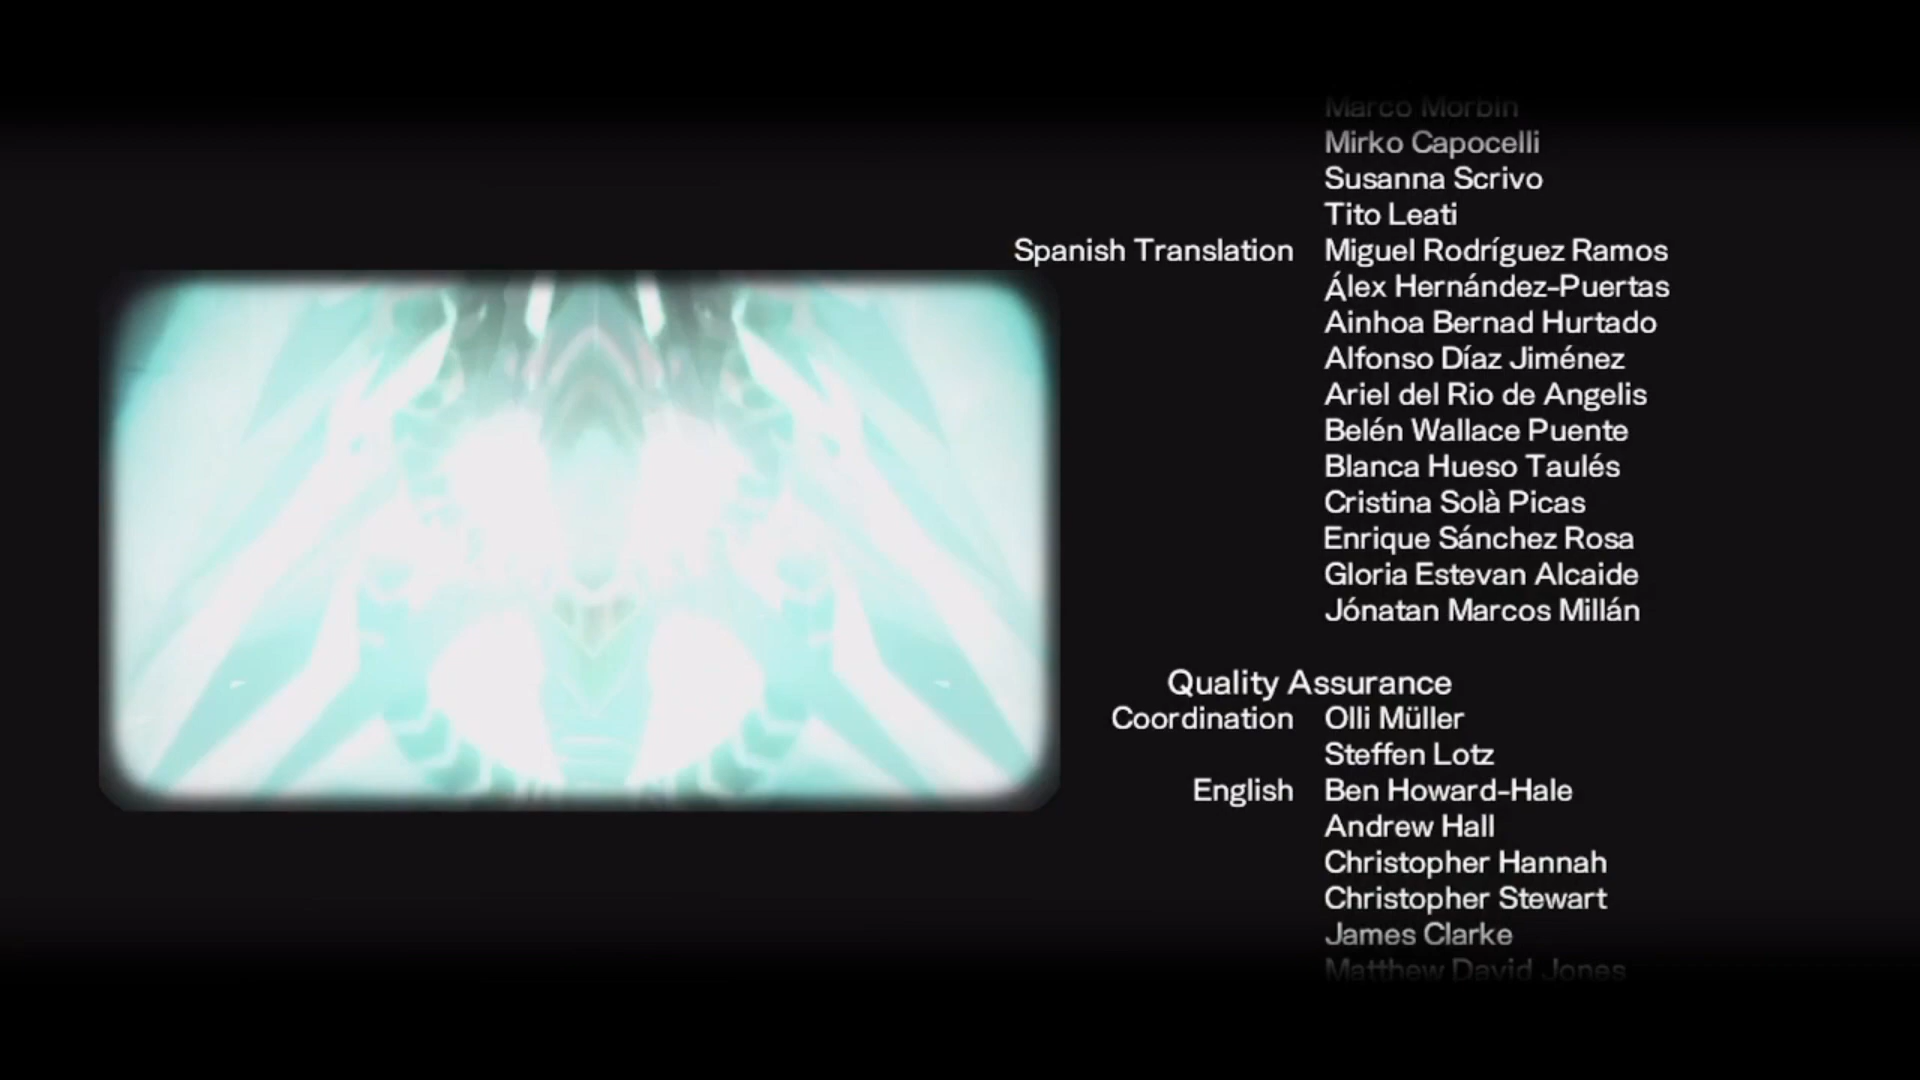 Marco Morbin
Mirko Capocelli
Susanna Scrivo
Tito Leati
Spanish Translation Miguel Rodríguez Ramos
Álex Hernández-Puertas
Ainhoa Bernad Hurtado
Alfonso Díaz Jiménez
Ariel del Rio de Angelis
Belén Wallace Puente
Blanca Hueso Taulés
Cristina Solà Picas
Enrique Sánchez Rosa
Gloria Estevan Alcaide
Jónatan Marcos Millán
Quality Assurance
Coordination Olli Müller
Steffen Lotz
English Ben Howard-Hale
Andrew Hall
Christopher Hannah
Christopher Stewart
James Clarke
Matthew David Jones